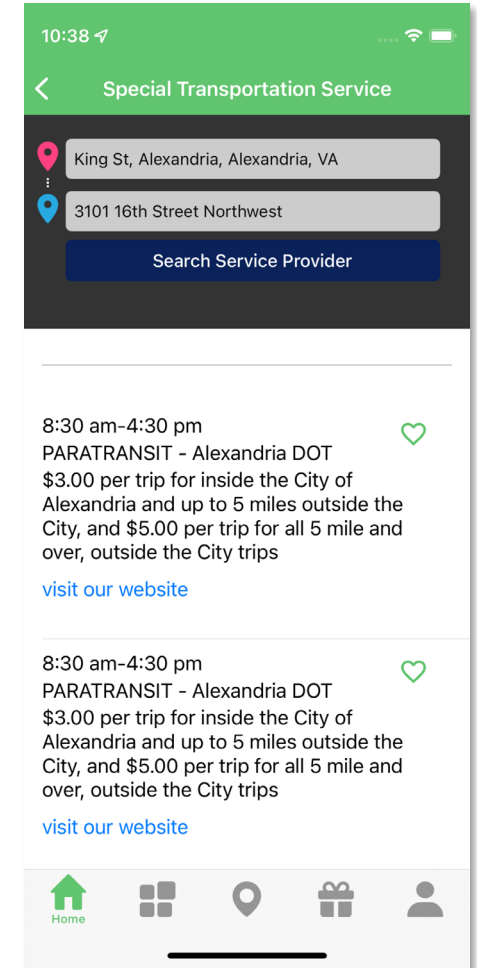 10:38
Special Transportation Service
King St, Alexandria, Alexandria, VA
3101 16th Street Northwest
Search Service Provider
8:30 am-4:30 pm
PARATRANSIT - Alexandria DOT
$3.00 per trip for inside the City of
Alexandria and up to 5 miles outside the
City, and $5.00 per trip for all 5 mile and
over, outside the City trips
visit our website
8:30 am-4:30 pm
PARATRANSIT - Alexandria DOT
$3.00 per trip for inside the City of
Alexandria and up to 5 miles outside the
City, and $5.00 per trip for all 5 mile and
over, outside the City trips
visit our website
Home